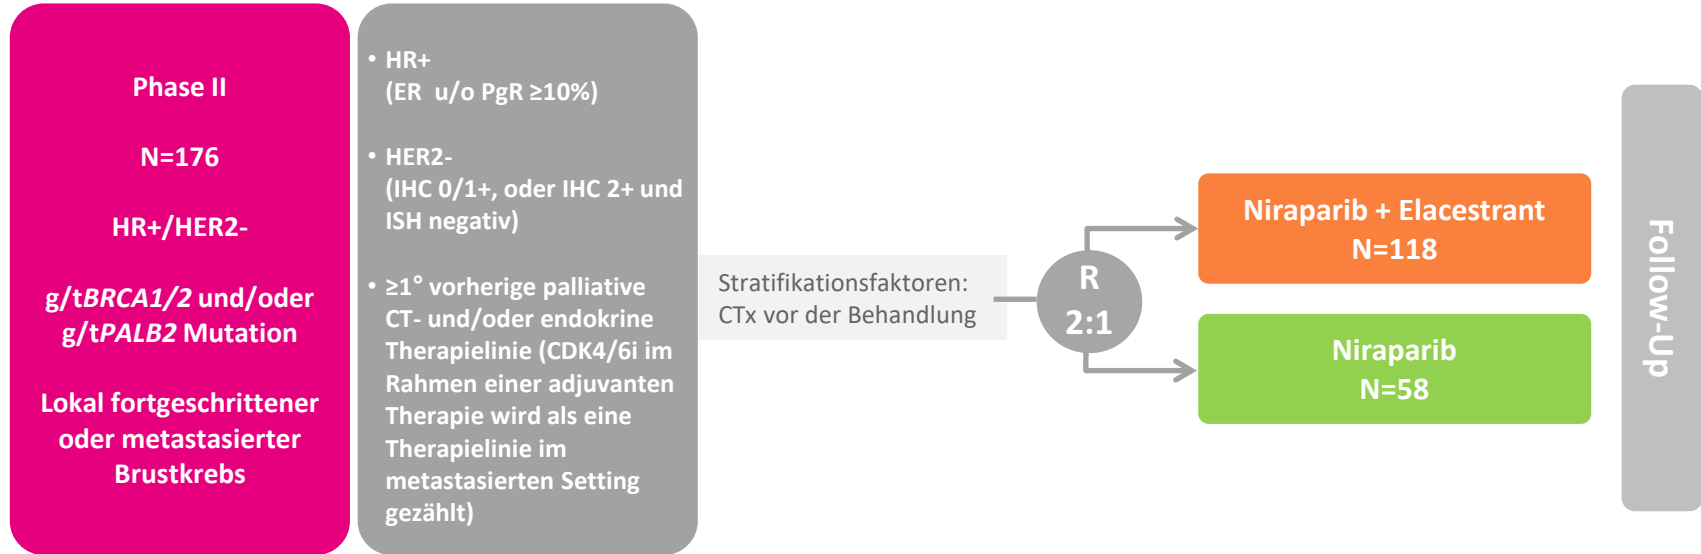 Phase II
N=176
HR+/HER2-
g/tBRCA1/2 und/oder
g/tPALB2 Mutation
Lokal fortgeschrittener
oder metastasierter
Brustkrebs
• HR+
(ER u/o PgR ≥10%)
• HER2-
(IHC 0/1+, oder IHC 2+ und
ISH negativ)
• ≥1° vorherige palliative
CT- und/oder endokrine
Therapielinie (CDK4/6i im
Rahmen einer adjuvanten
Therapie wird als eine
Therapielinie im
metastasierten Setting
gezählt)
Stratifikationsfaktoren:
CTx vor der Behandlung
R
2:1
Niraparib + Elacestrant
N=118
Niraparib
N=58
Follow-Up